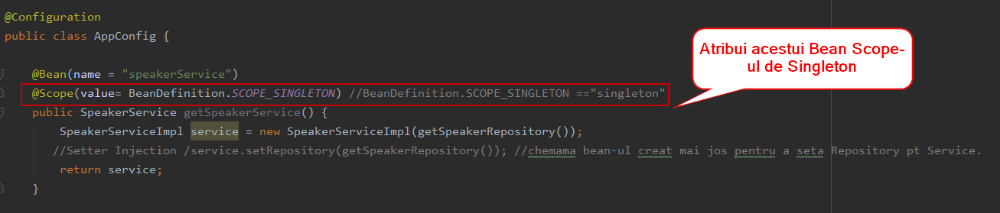 @Configuration
public class AppConfig {
Atribui acestui Bean Scope-
ul de Singleton
@Bean(name = "speakerService")
@Scope(value= BeanDefinition.SCOPE_SINGLETON) //BeanDefinition.SCOPE_SINGLETON =="singleton"
public SpeakerService getSpeakerService() {
SpeakerServiceImpl service = new SpeakerServiceImpl(getSpeakerRepository());
//Setter Injection /service.setRepository(getSpeakerRepository()); //chemama bean-ul creat mai jos pentru a seta Repository pt Service.
return service;
}